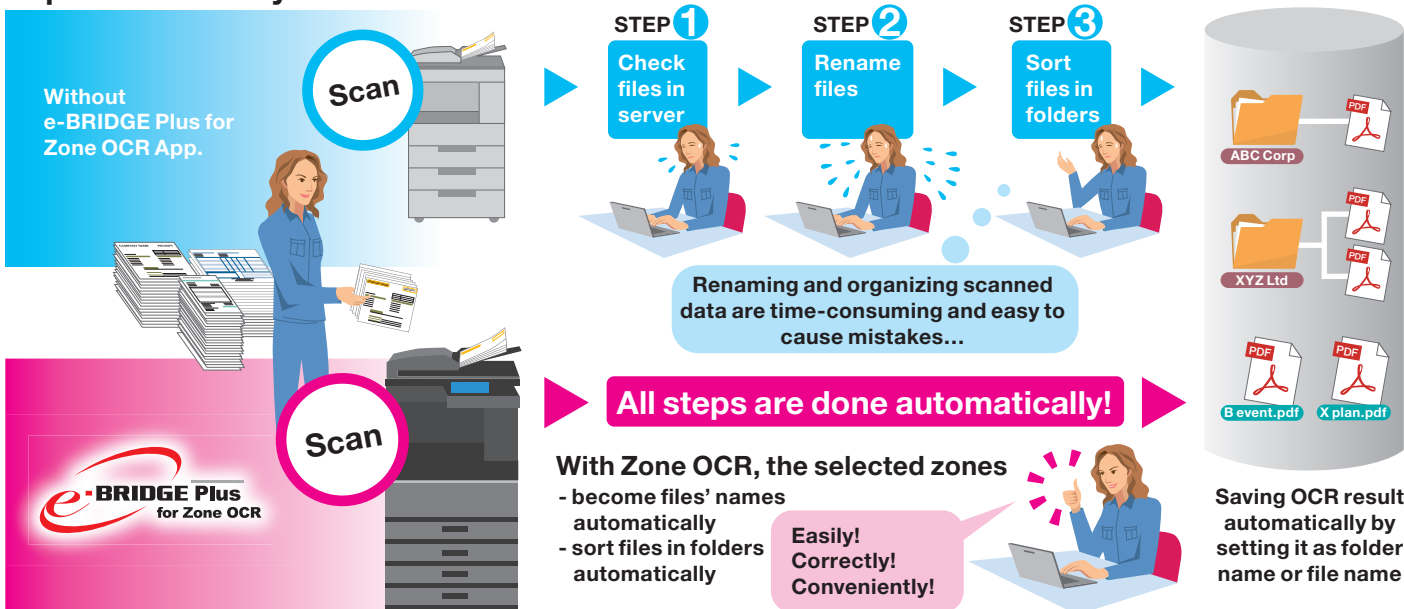 Without
e-BRIDGE Plus for
Zone OCR App.
Scan
STEP 1
Check
files in
server
STEP 2
Rename
files
STEP 3
Sort
files in
folders
Renaming and organizing scanned
data are time-consuming and easy to
cause mistakes...
PDF
ABC Corp
PDF
PDF
XYZ Ltd
PDF
PDF
B event.pdf
X plan.pdf
COMPANY NAME
RECEIPT
Scan
e-BRIDGE Plus
for Zone OCR
All steps are done automatically!
With Zone OCR, the selected zones
- become files' names
automatically
- sort files in folders
automatically
Easily!
Correctly!
Conveniently!
Saving OCR result
automatically by
setting it as folder
name or file name